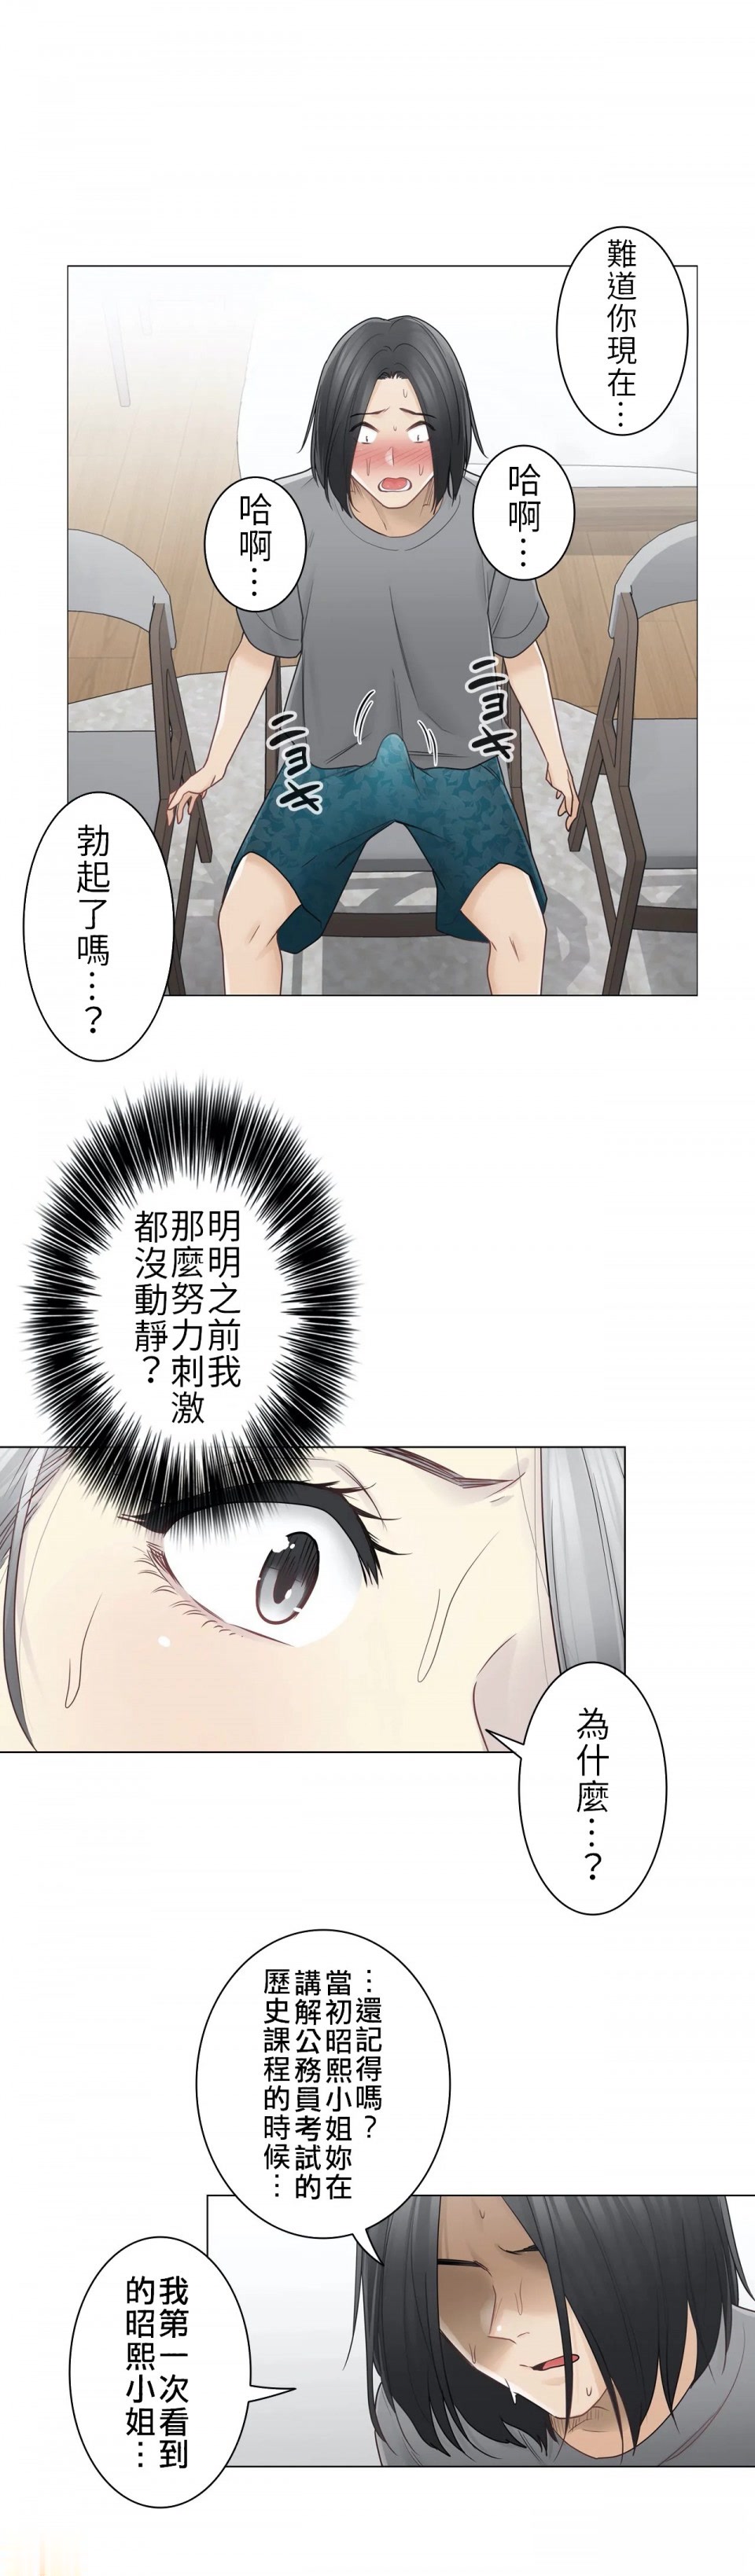 難道你現在…
哈啊…
哈啊…
ニョキ
ニョキ
勃起了嗎…？
明明之前我
那麼努力刺激
都沒動靜？
為什麼…？
…還記得嗎？
當初昭熙小姐妳在
講解公務員考試的
歷史課程的時候…
我第一次看到
的昭熙小姐…